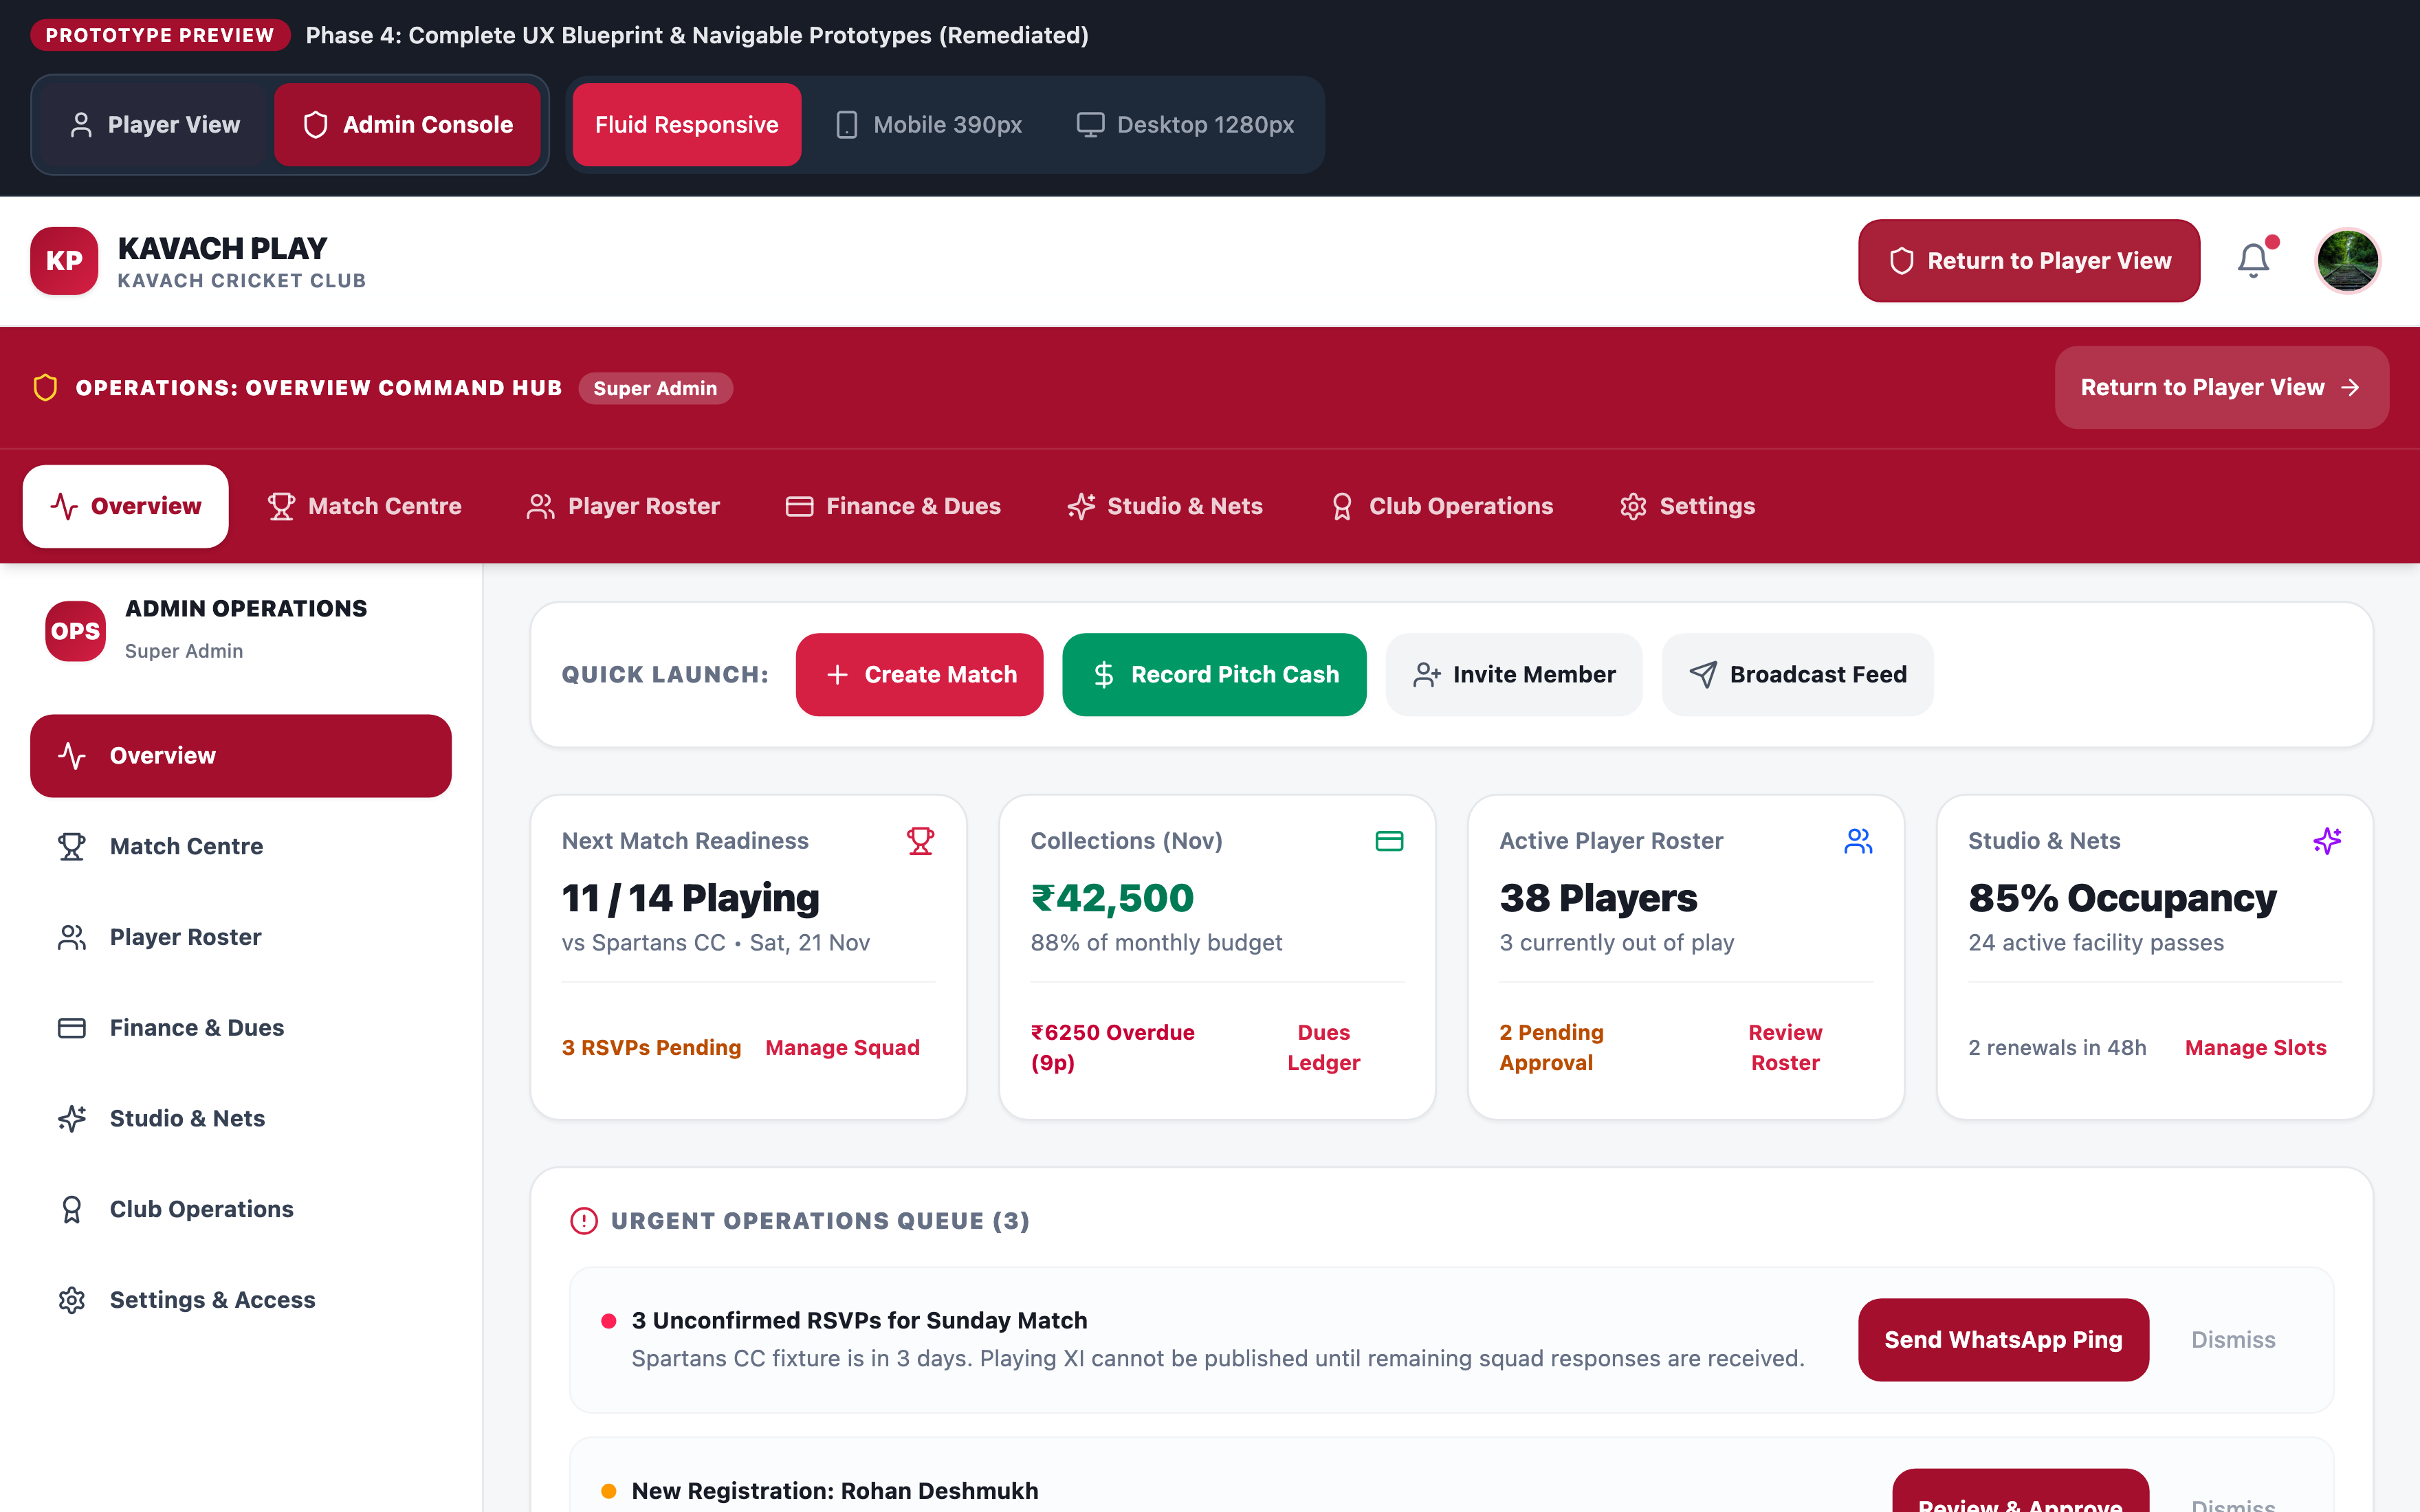 PROTOTYPE PREVIEW Phase 4: Complete UX Blueprint & Navigable Prototypes (Remediated)
Player View Admin Console Fluid Responsive Mobile 390px Desktop 1280px
KP KAVACH PLAY
KAVACH CRICKET CLUB
Return to Player View
OPERATIONS: OVERVIEW COMMAND HUB Super Admin Return to Player View
Overview Match Centre Player Roster Finance & Dues Studio & Nets Club Operations Settings
OPS ADMIN OPERATIONS
Super Admin
Overview
Match Centre
Player Roster
Finance & Dues
Studio & Nets
Club Operations
Settings & Access
QUICK LAUNCH: Create Match Record Pitch Cash Invite Member Broadcast Feed
Next Match Readiness
11 / 14 Playing
vs Spartans CC • Sat, 21 Nov
3 RSVPs Pending Manage Squad
Collections (Nov)
₹42,500
88% of monthly budget
₹6250 Overdue
(9p)
Dues
Ledger
Active Player Roster
38 Players
3 currently out of play
2 Pending
Approval
Review
Roster
Studio & Nets
85% Occupancy
24 active facility passes
2 renewals in 48h Manage Slots
URGENT OPERATIONS QUEUE (3)
3 Unconfirmed RSVPs for Sunday Match
Spartans CC fixture is in 3 days. Playing XI cannot be published until remaining squad responses are received.
Send WhatsApp Ping Dismiss
New Registration: Rohan Deshmukh
Review & Approve Dismiss